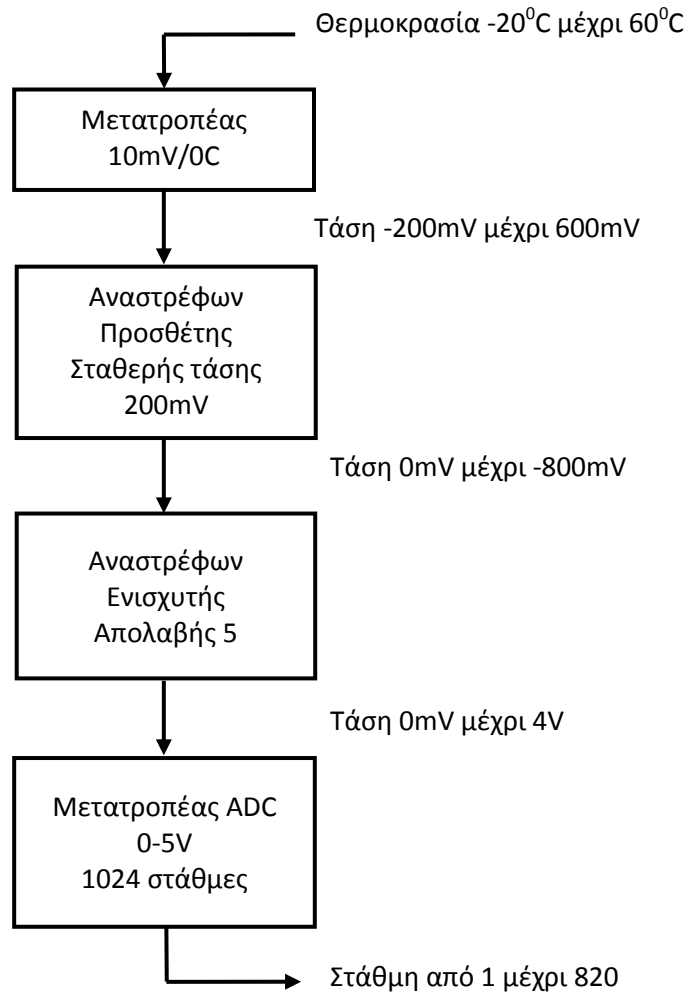 Θερμοκρασία -20⁰C μέχρι 60⁰C
Μετατροπέας
10mV/0C
Τάση -200mV μέχρι 600mV
Αναστρέφων
Προσθέτης
Σταθερής τάσης
200mV
Τάση 0mV μέχρι -800mV
Αναστρέφων
Ενισχυτής
Απολαβής 5
Τάση 0mV μέχρι 4V
Μετατροπέας ADC
0-5V
1024 στάθμες
Στάθμη από 1 μέχρι 820